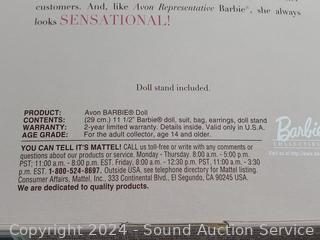 customers. And, like Avon Representative Barbie®, she always
looks SENSATIONAL!
Doll stand included.
PRODUCT: Avon BARBIE® Doll
CONTENTS: (29 cm.) 11 1/2" Barbie® doll, suit, bag, earrings, doll stand
WARRANTY: 2-year limited warranty. Details inside. Valid only in U.S.A.
AGE GRADE: For the adult collector, age 14 and older.
YOU CAN TELL IT'S MATTEL! CALL us toll-free or write with any comments or
questions about our products or service. Monday - Thursday, 8:00 a.m. - 5:00 p.m.
PST; 11:00 a.m. - 8:00 p.m. EST. Friday, 8:00 a.m. - 12:30 p.m. PST, 11:00 a.m. - 3:30
p.m. EST. 1-800-524-8697. Outside USA, see telephone directory for Mattel listing.
Consumer Affairs, Mattel, Inc., 333 Continental Blvd., El Segundo, CA 90245 USA.
We are dedicated to quality products.
Barbie
COLLECTIBLES
Visit us at http://www.
Copyright 2024 - Sound Auction Service